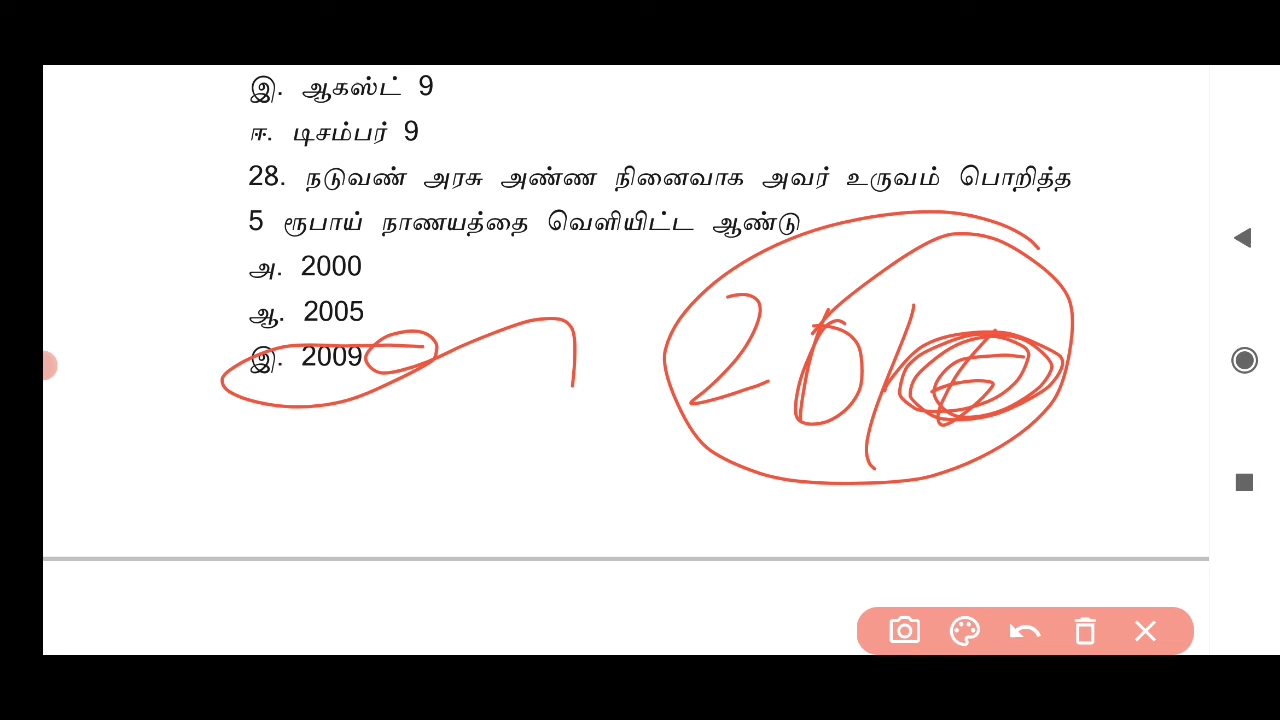 இ. ஆகஸ்ட் 9
ஈ. டிசம்பர் 9
28. நடுவண் அரசு அண்ண நினைவாக அவர் உருவம் பொறித்த
5 ரூபாய் நாணயத்தை வெளியிட்ட ஆண்டு
அ. 2000
ஆ. 2005
இ. 2009